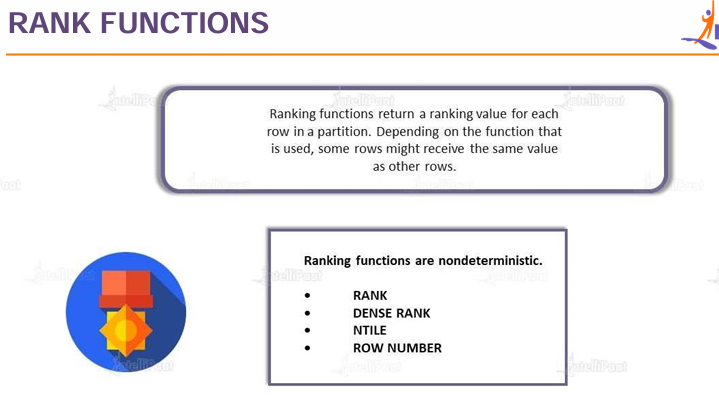 RANK FUNCTIONS
Ranking functions return a ranking value for each
row in a partition. Depending on the function that
is used, some rows might receive the same value
as other rows.
Ranking functions are nondeterministic.
• RANK
• DENSE RANK
• NTILE
• ROW NUMBER